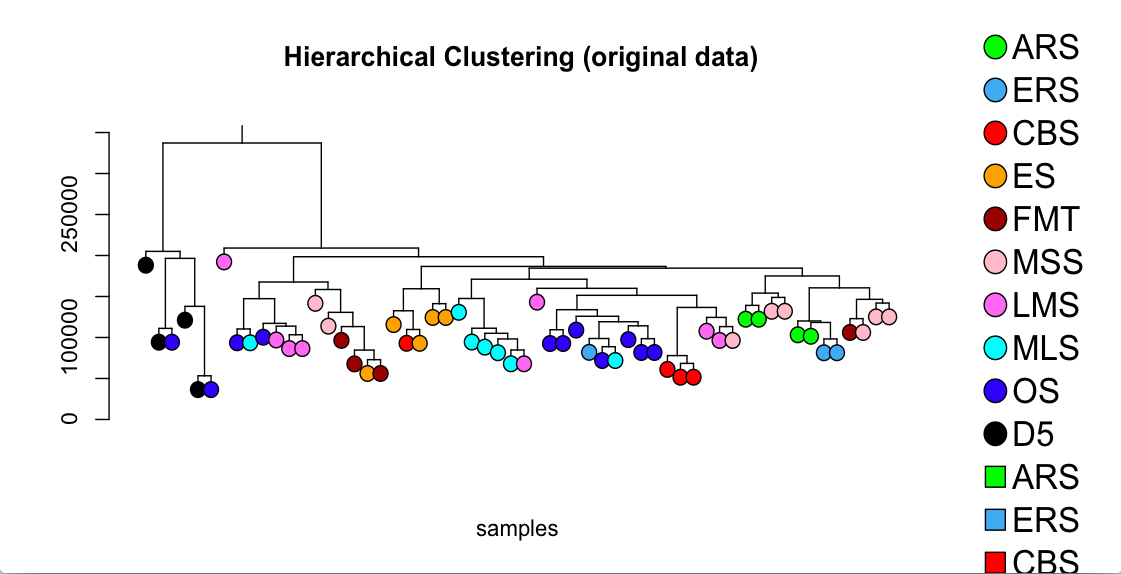 Hierarchical Clustering (original data)
250000
100000
0
samples
ARS
ERS
CBS
ES
FMT
MSS
LMS
MLS
OS
D5
ARS
ERS
CBS